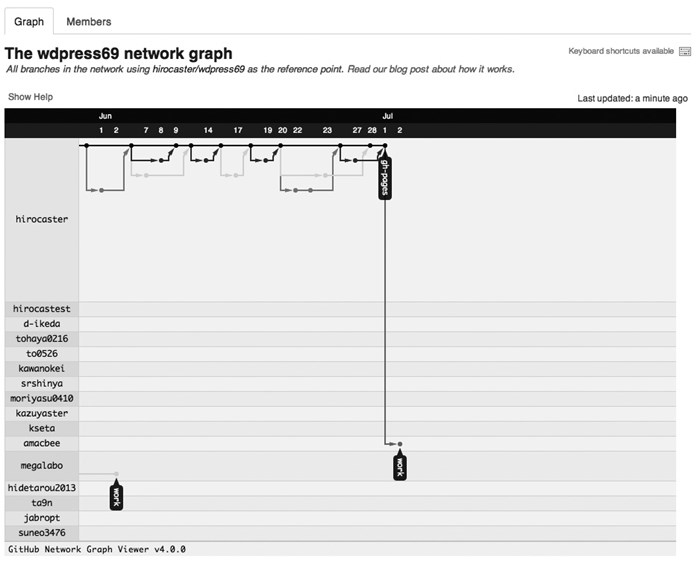 Graph Members
The wdpress69 network graph
Keyboard shortcuts available
All branches in the network using hirocaster/wdpress69 as the reference point. Read our blog post about how it works.
Show Help
Last updated: a minute ago
Jun Jul
1 2 7 8 9 14 17 19 20 22 23 27 28 1 2
gh-pages
hirocaster
hirocastest
d-ikeda
tohaya0216
to0526
kawanokei
srshinya
moriyasu0410
kazuyaster
kseta
amacbee
work
megalabo
hidetarou2013
work
ta9n
jabropt
suneo3476
GitHub Network Graph Viewer v4.0.0